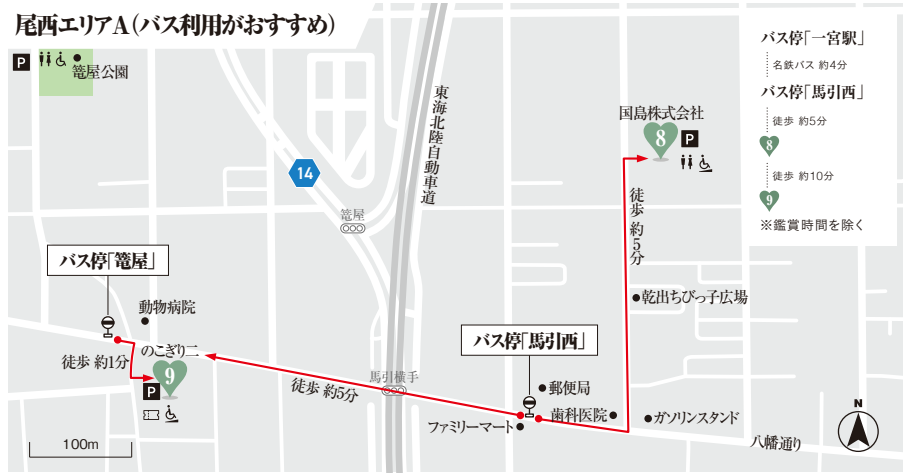 尾西エリアA(バス利用がおすすめ)
P
篭屋公園
14
東海北陸自動車道
篭屋
国島株式会社
8
P
徒歩 約5分
乾出ちびっ子広場
バス停「一宮駅」
名鉄バス 約4分
バス停「馬引西」
徒歩 約5分
8
徒歩 約10分
9
※鑑賞時間を除く
バス停「篭屋」
動物病院
のこぎり二
徒歩 約1分
9
P
徒歩 約5分
馬引横手
バス停「馬引西」
郵便局
歯科医院
ファミリーマート
ガソリンスタンド
八幡通り
N
100m